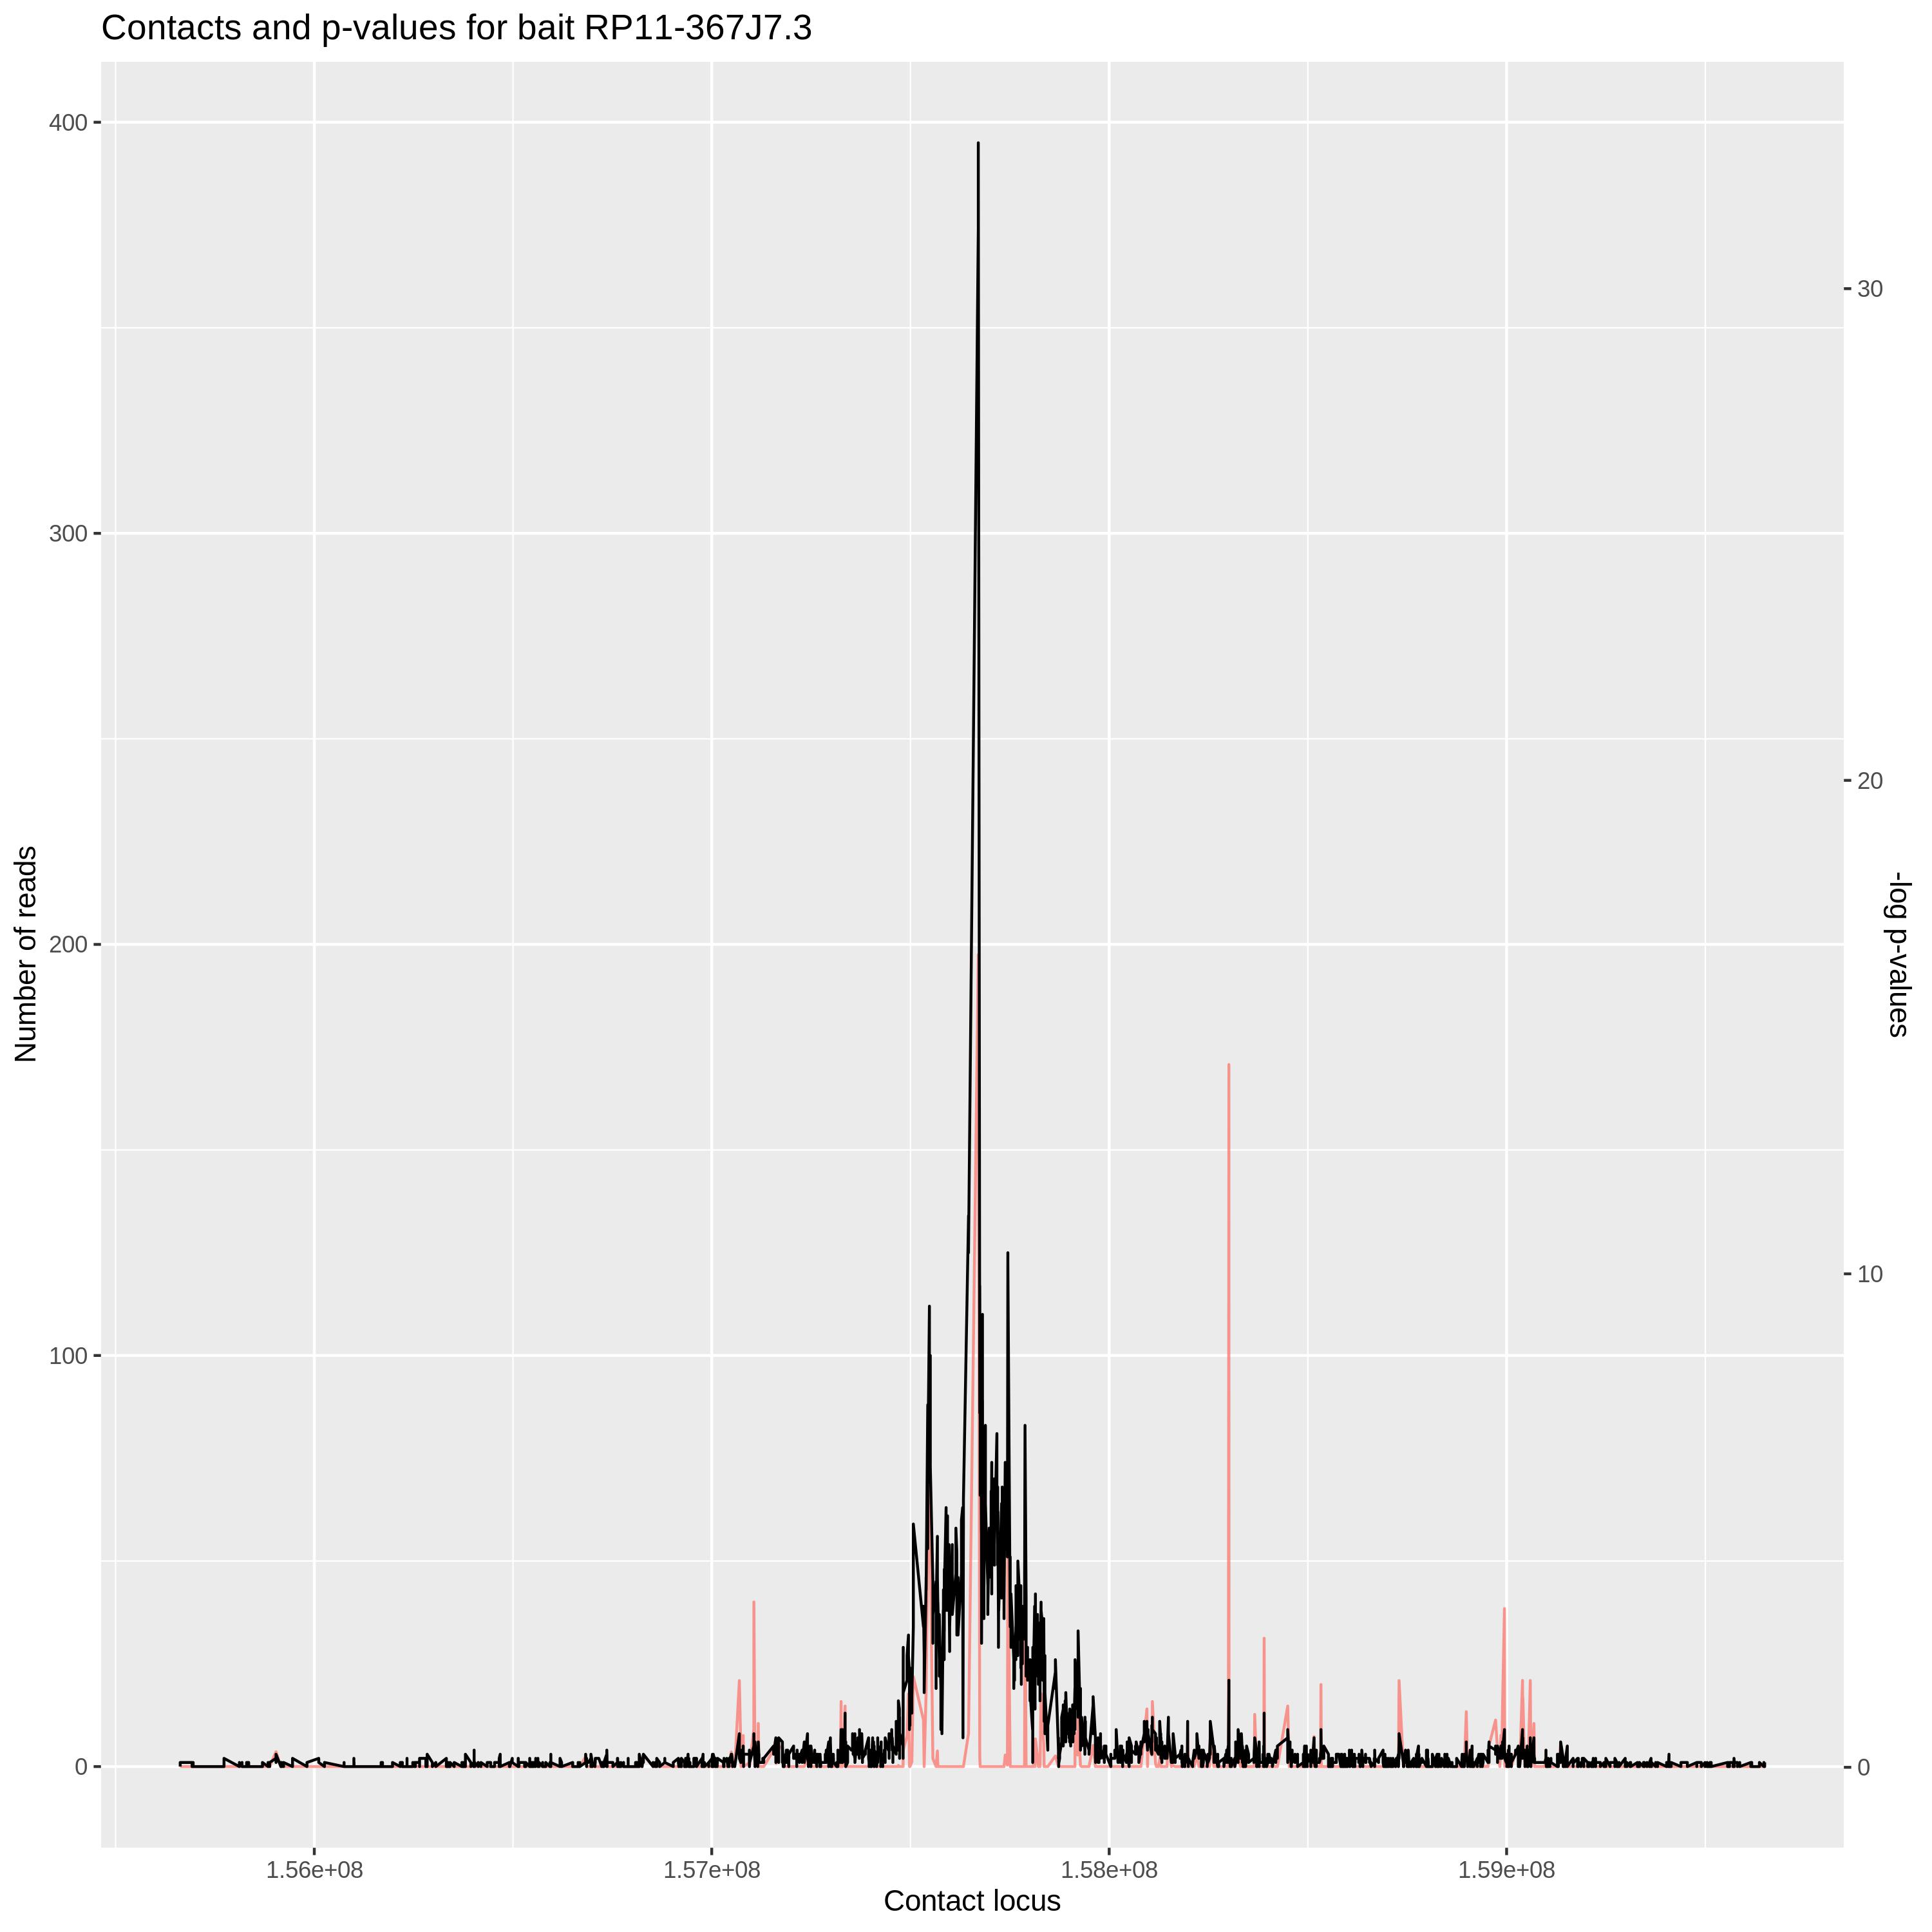 Contacts and p-values for bait RP11-367J7.3
400
300
200
100
0
Number of reads
30
20
10
0
-log p-values
1.56e+08
1.57e+08
1.58e+08
1.59e+08
Contact locus